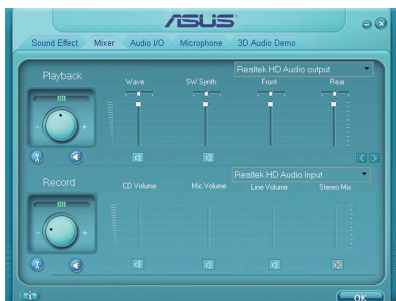 ASUS
Sound Effect Mixer Audio I/O Microphone 3D Audio Demo
Realtek HD Audio output
Playback
Wave SW Synth Front Rear
- +
Realtek HD Audio Input
Record
CD Volume Mic Volume Line Volume Stereo Mix
- +
i
OK